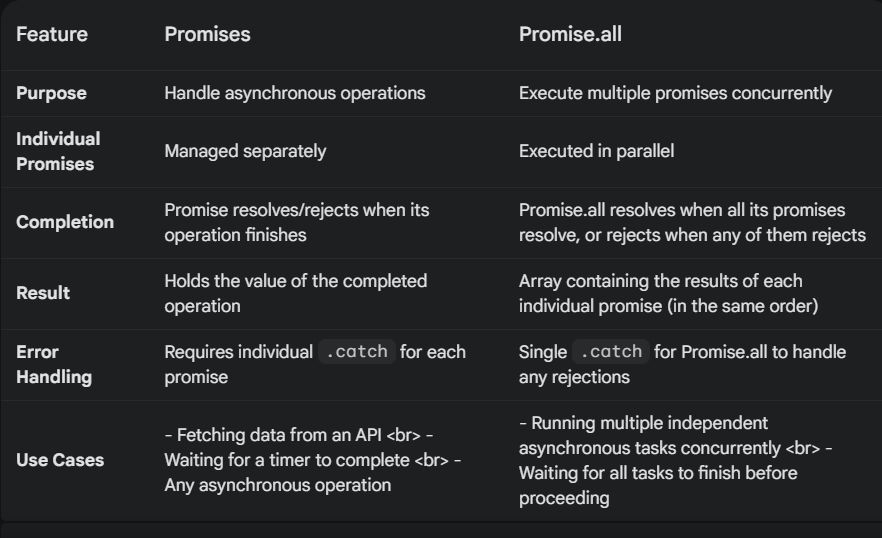 Feature Promises Promise.all
Purpose Handle asynchronous operations Execute multiple promises concurrently
Individual
Promises
Managed separately Executed in parallel
Completion
Promise resolves/rejects when its
operation finishes
Promise.all resolves when all its promises
resolve, or rejects when any of them rejects
Result
Holds the value of the completed
operation
Array containing the results of each
individual promise (in the same order)
Error
Handling
Requires individual .catch for each
promise
Single .catch for Promise.all to handle
any rejections
Use Cases
- Fetching data from an API <br> -
Waiting for a timer to complete <br> -
Any asynchronous operation
- Running multiple independent
asynchronous tasks concurrently <br> -
Waiting for all tasks to finish before
proceeding